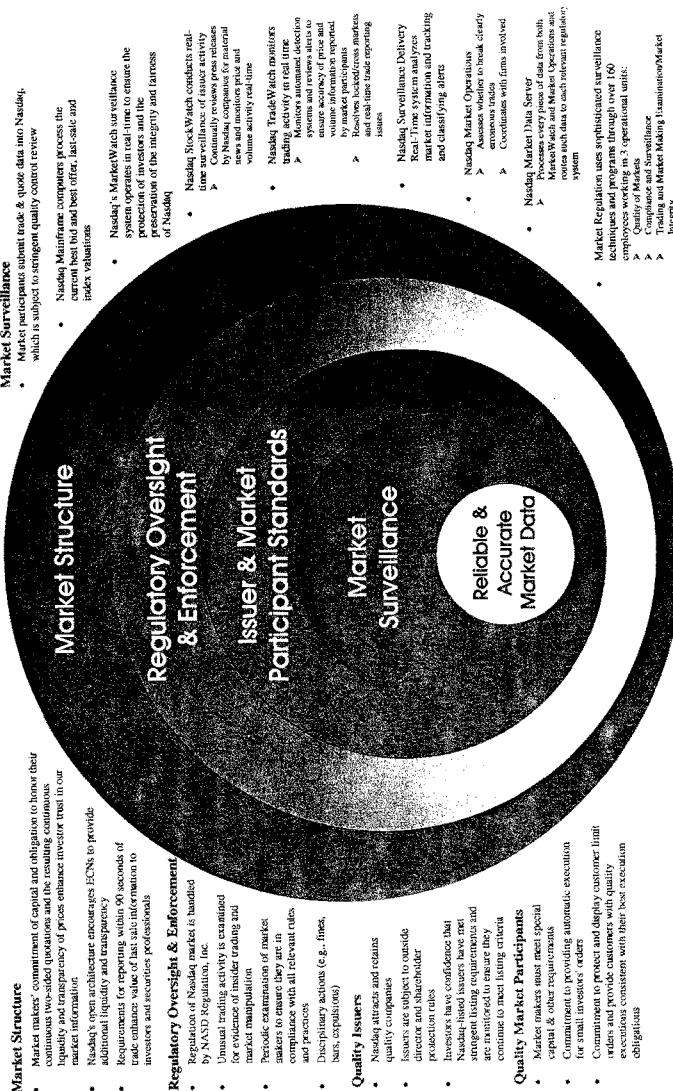 Market Structure
• Market makers' commitment of capital and obligation to honor their
continuous two-sided quotations and the resulting continuous
liquidity and transparency of prices enhance investor trust in our
market information
• Nasdaq's open architecture encourages ECNs to provide
additional liquidity and transparency
• Requirements for reporting within 90 seconds of
trade enhance value of last sale information to
investors and securities professionals
Regulatory Oversight & Enforcement
• Regulation of Nasdaq market is handled
by NASD Regulation, Inc.
• Unusual trading activity is examined
for evidence of insider trading and
market manipulation
• Periodic examination of market
makers to ensure they are in
compliance with all relevant rules
and practices
• Disciplinary actions (e.g., fines,
bars, expulsions)
Quality Issuers
• Nasdaq attracts and retains
quality companies
• Issuers are subject to outside
director and shareholder
protection rules
• Investors have confidence that
Nasdaq-listed issuers have met
stringent listing requirements and
are monitored to ensure they
continue to meet listing criteria
Quality Market Participants
• Market makers must meet special
capital & other requirements
• Commitment to providing automatic execution
for small investors' orders
• Commitment to protect and display customer limit
orders and provide customers with quality
executions consistent with their best execution
obligations
Market Structure
Regulatory Oversight
& Enforcement
Issuer & Market
Participant Standards
Market
Surveillance
Reliable &
Accurate
Market Data
Market Surveillance
• Market participants submit trade & quote data into Nasdaq,
which is subject to stringent quality control review
• Nasdaq Mainframe computers process the
current best bid and best offer, last-sale and
index valuations
• Nasdaq's MarketWatch surveillance
system operates in real-time to ensure the
protection of investors and the
preservation of the integrity and fairness
of Nasdaq
• Nasdaq StockWatch conducts real-
time surveillance of issuer activity
➢ Continually reviews press releases
by Nasdaq companies for material
news and monitors price and
volume activity real-time
• Nasdaq TradeWatch monitors
trading activity in real time
➢ Monitors automated detection
systems and reviews alerts to
ensure accuracy of price and
volume information reported
by market participants
➢ Resolves locked/cross markets
and real-time trade reporting
issues
• Nasdaq Surveillance Delivery
Real-Time system analyzes
market information and tracking
and classifying alerts
• Nasdaq Market Operations
➢ Assesses whether to break clearly
erroneous trades
➢ Coordinates with firms involved
• Nasdaq Market Data Server
➢ Processes every piece of data from both
MarketWatch and Market Operations and
routes such data to each relevant regulatory
system
• Market Regulation uses sophisticated surveillance
techniques and programs through over 160
employees working in 3 operational units:
➢ Quality of Markets
➢ Compliance and Surveillance
➢ Trading and Market Making Examination/Market
Integrity